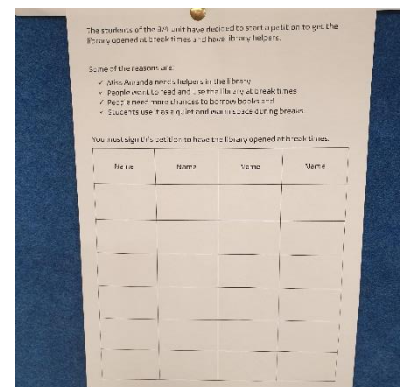 The students of the 3/4 unit have decided to start a petition to get the
library opened at break times and have library helpers.
Some of the reasons are:
✓ Miss Amanda needs helpers in the library
✓ People want to read and use the library at break times
✓ People need more chances to borrow books and
✓ Students use it as a quiet and warm space during breaks.
You must sign this petition to have the library opened at break times.
Name Name Name Name